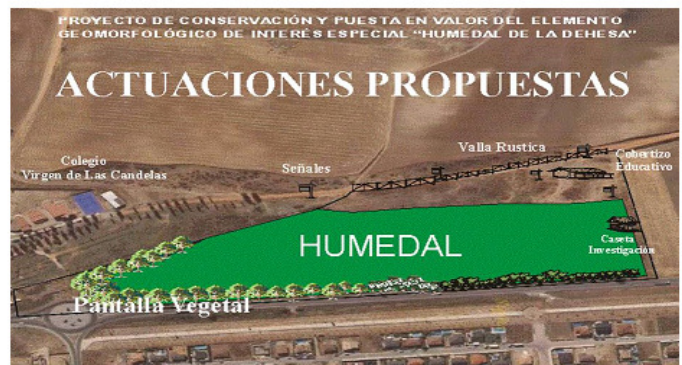 PROYECTO DE CONSERVACIÓN Y PUESTA EN VALOR DEL ELEMENTO
GEOMORFOLÓGICO DE INTERÉS ESPECIAL "HUMEDAL DE LA DEHESA"
ACTUACIONES PROPUESTAS
Valla Rustica
Colegio
Virgen de Las Candelas
Señales
Cobertizo
Educativo
HUMEDAL
Caseta
Investigación
Pantalla Vegetal